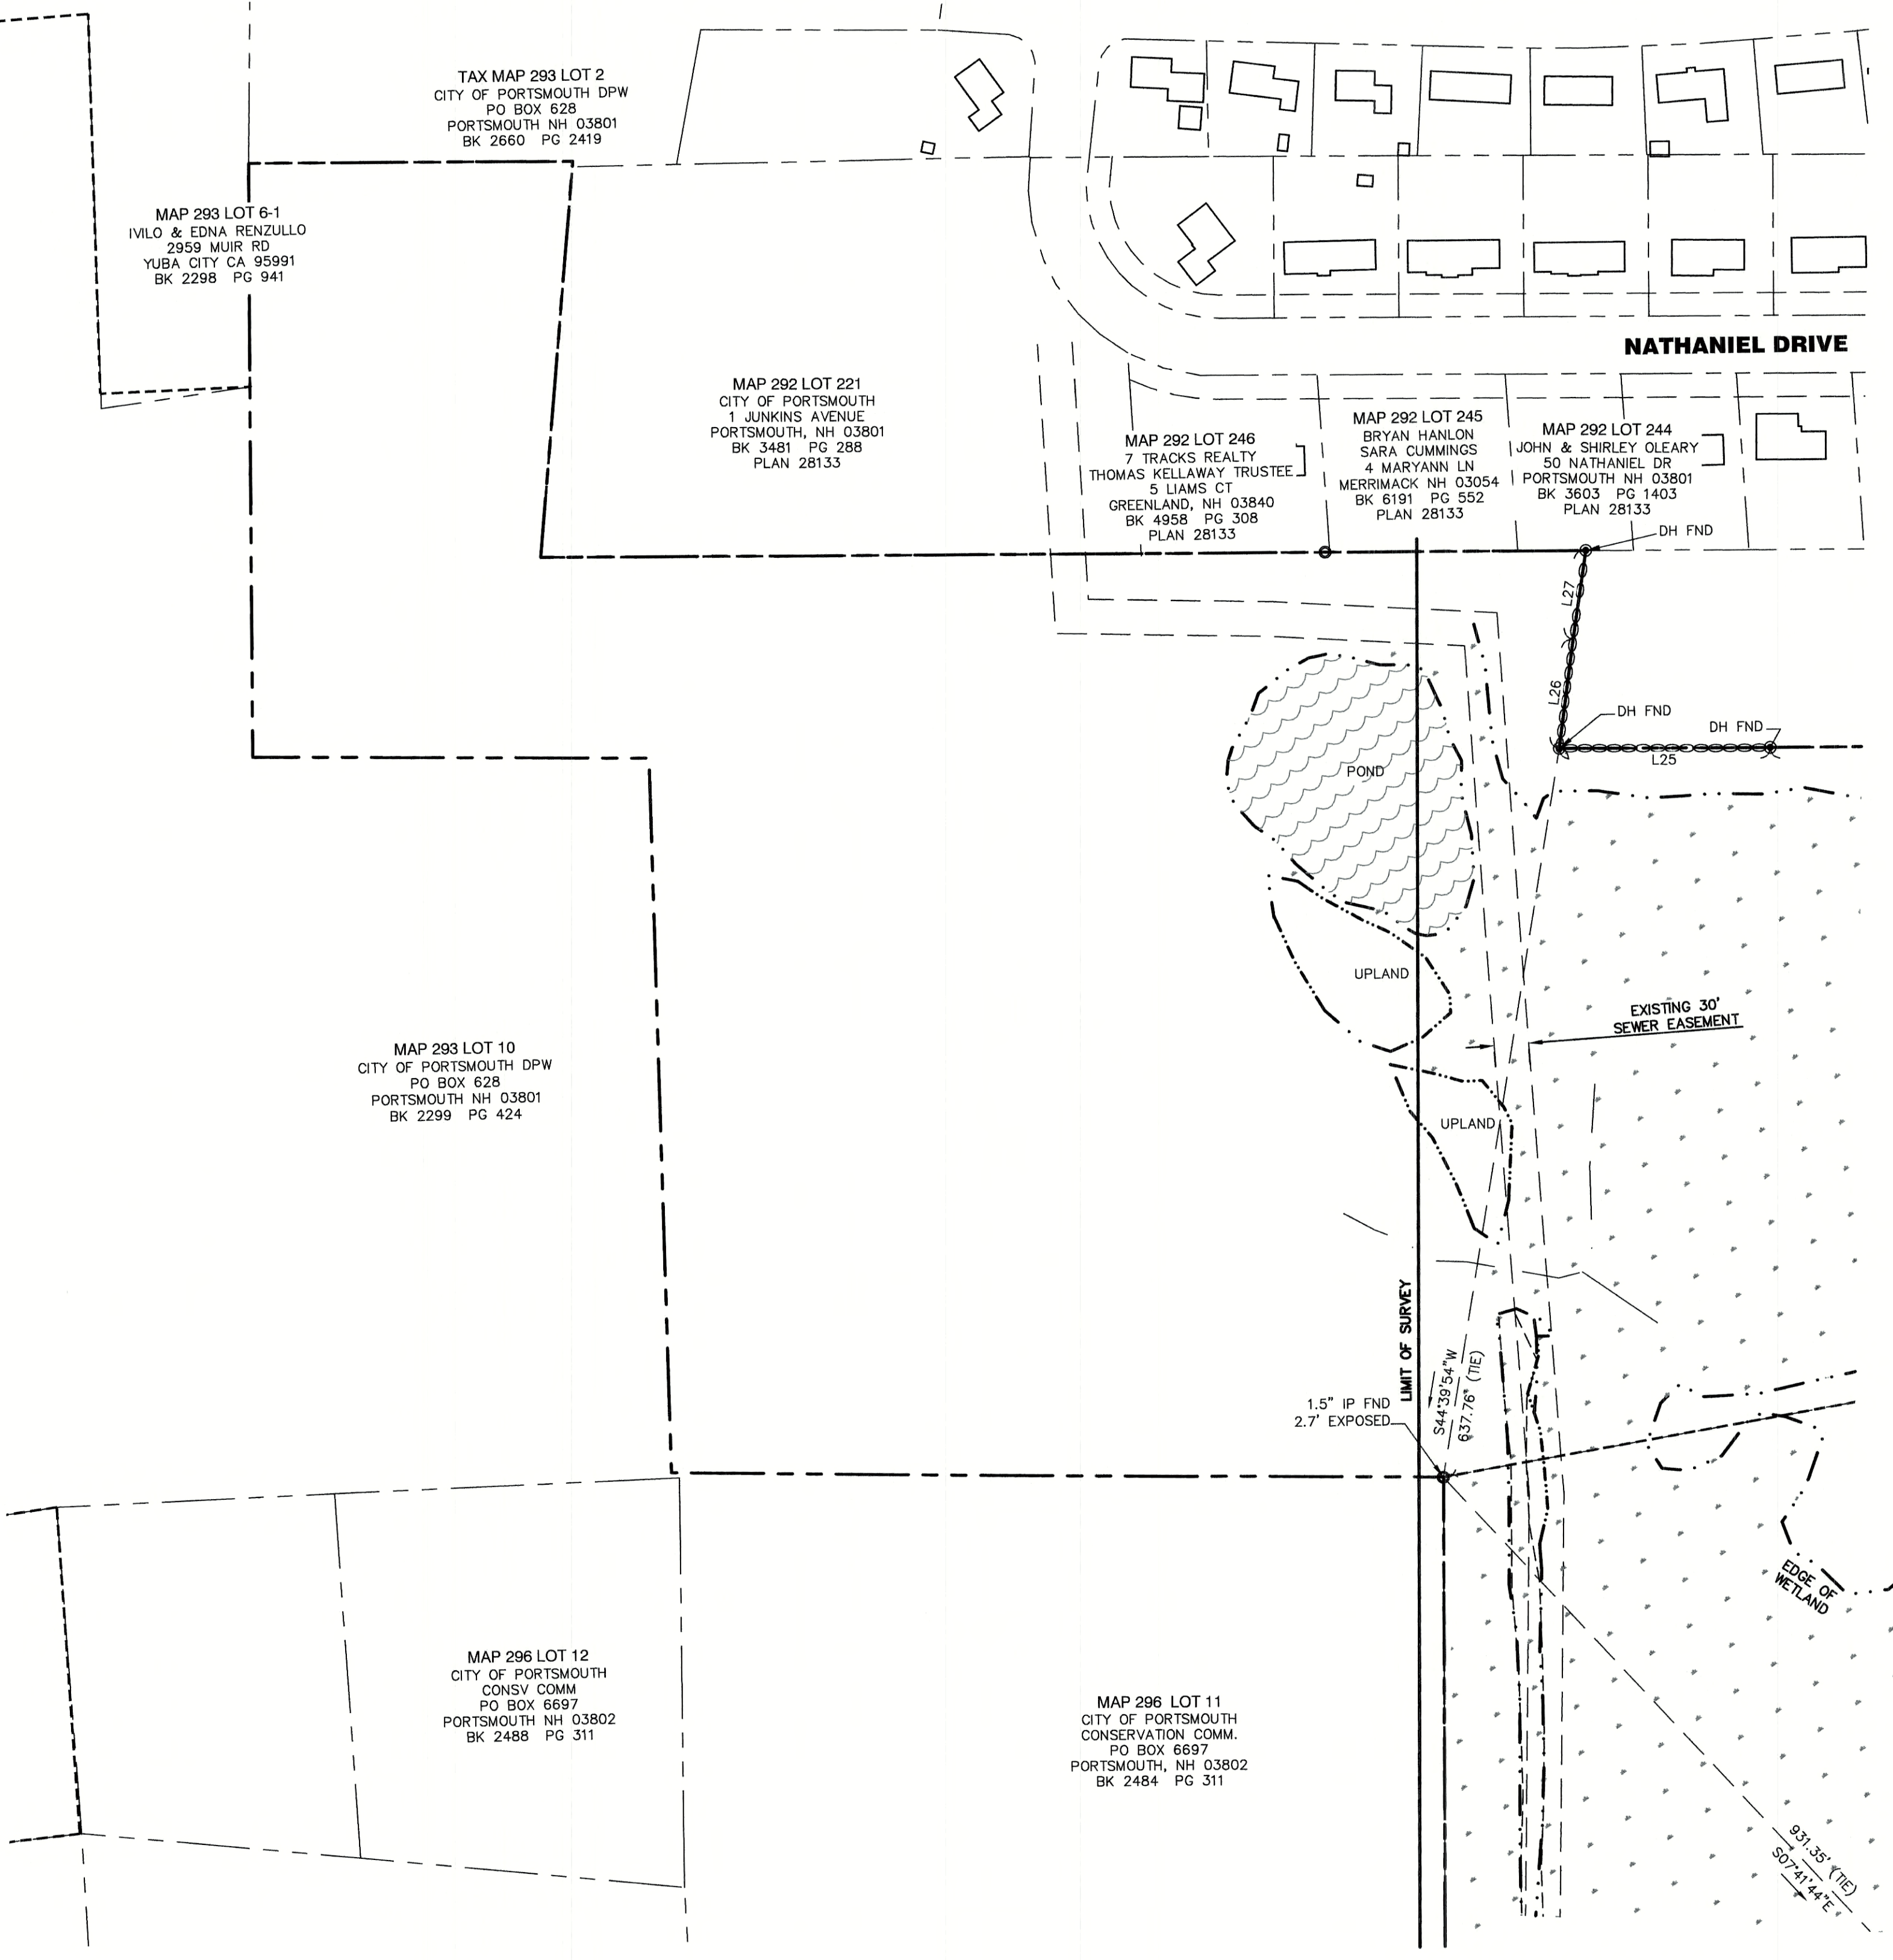 TAX MAP 293 LOT 2
CITY OF PORTSMOUTH DPW
PO BOX 628
PORTSMOUTH NH 03801
BK 2660 PG 2419
MAP 293 LOT 6-1
IVILO & EDNA RENZULLO
2959 MUIR RD
YUBA CITY CA 95991
BK 2298 PG 941
NATHANIEL DRIVE
MAP 292 LOT 221
CITY OF PORTSMOUTH
1 JUNKINS AVENUE
PORTSMOUTH, NH 03801
BK 3481 PG 288
PLAN 28133
MAP 292 LOT 246
7 TRACKS REALTY
THOMAS KELLAWAY TRUSTEE
5 LIAMS CT
GREENLAND, NH 03840
BK 4958 PG 308
PLAN 28133
MAP 292 LOT 245
BRYAN HANLON
SARA CUMMINGS
4 MARYANN LN
MERRIMACK NH 03054
BK 6191 PG 552
PLAN 28133
MAP 292 LOT 244
JOHN & SHIRLEY OLEARY
50 NATHANIEL DR
PORTSMOUTH NH 03801
BK 3603 PG 1403
PLAN 28133
DH FND
L27
L26
DH FND
DH FND
L25
POND
UPLAND
EXISTING 30'
SEWER EASEMENT
MAP 293 LOT 10
CITY OF PORTSMOUTH DPW
PO BOX 628
PORTSMOUTH NH 03801
BK 2299 PG 424
UPLAND
LIMIT OF SURVEY
S44°39'54"W
637.76' (TIE)
1.5" IP FND
2.7' EXPOSED
EDGE OF
WETLAND
MAP 296 LOT 12
CITY OF PORTSMOUTH
CONSV COMM
PO BOX 6697
PORTSMOUTH NH 03802
BK 2488 PG 311
MAP 296 LOT 11
CITY OF PORTSMOUTH
CONSERVATION COMM.
PO BOX 6697
PORTSMOUTH, NH 03802
BK 2484 PG 311
931.35' (TIE)
S07°41'44"E